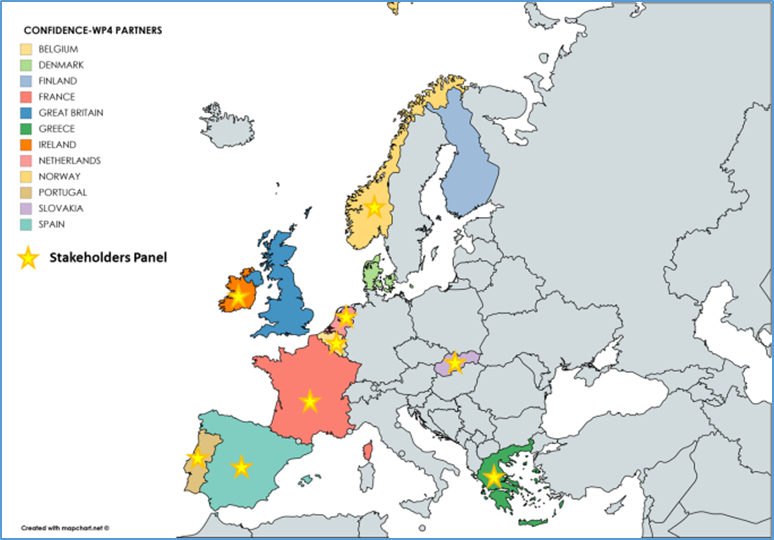 CONFIDENCE-WP4 PARTNERS
BELGIUM
DENMARK
FINLAND
FRANCE
GREAT BRITAIN
GREECE
IRELAND
NETHERLANDS
NORWAY
PORTUGAL
SLOVAKIA
SPAIN
Stakeholders Panel
Created with mapchart.net ©